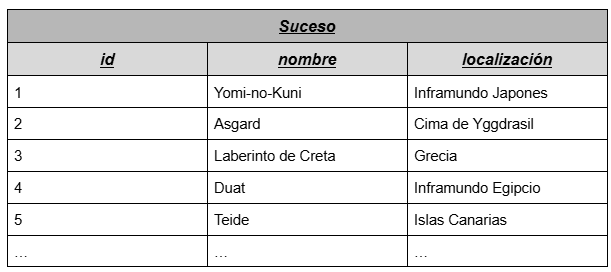 Suceso
id nombre localización
1 Yomi-no-Kuni Inframundo Japones
2 Asgard Cima de Yggdrasil
3 Laberinto de Creta Grecia
4 Duat Inframundo Egipcio
5 Teide Islas Canarias
… … …